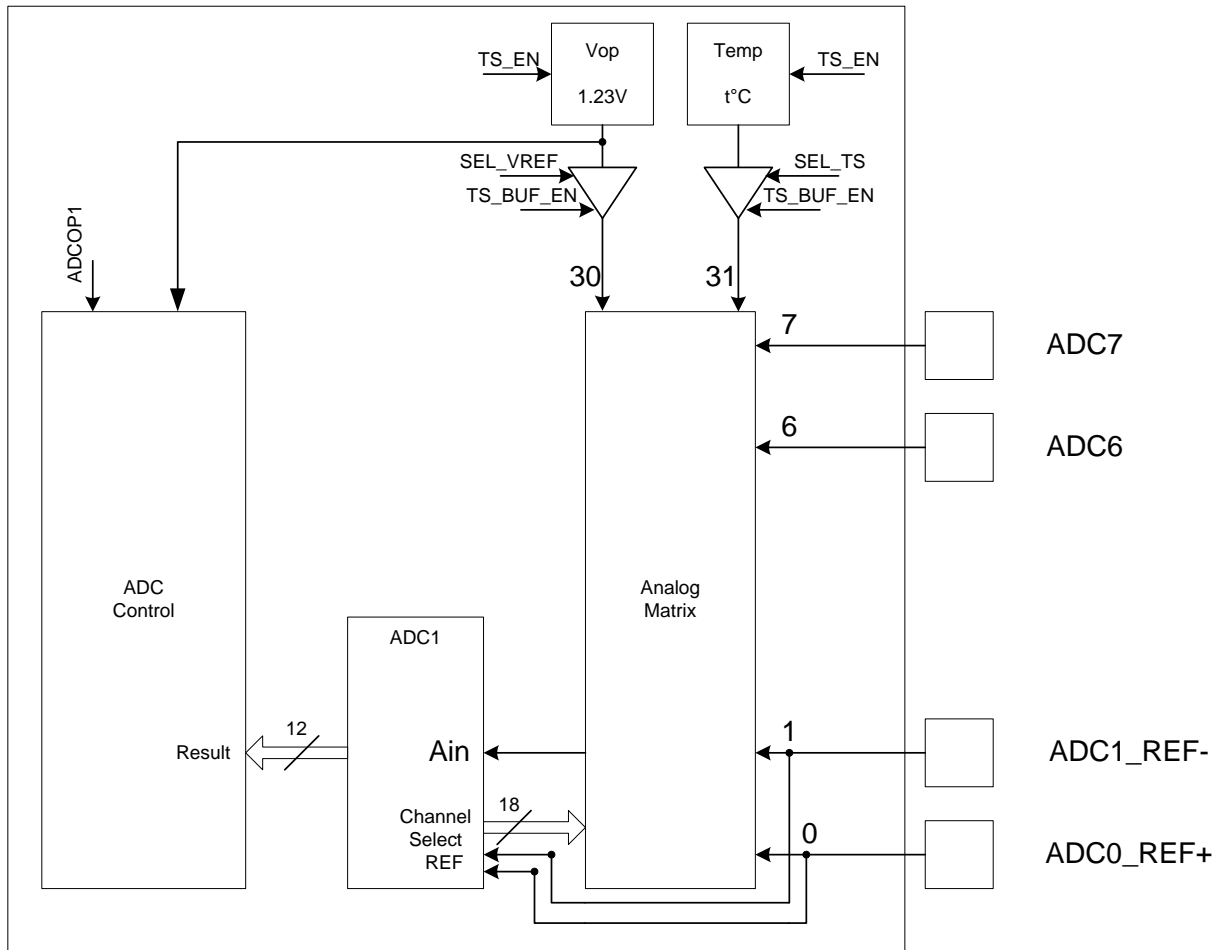 Vop
1.23V
Temp
t°C
TS_EN
TS_EN
SEL_VREF
TS_BUF_EN
SEL_TS
TS_BUF_EN
ADCOP1
30
31
7
ADC7
6
ADC6
ADC
Control
Analog
Matrix
ADC1
Result
12
Ain
1
ADC1_REF-
Channel
Select
REF
18
0
ADC0_REF+